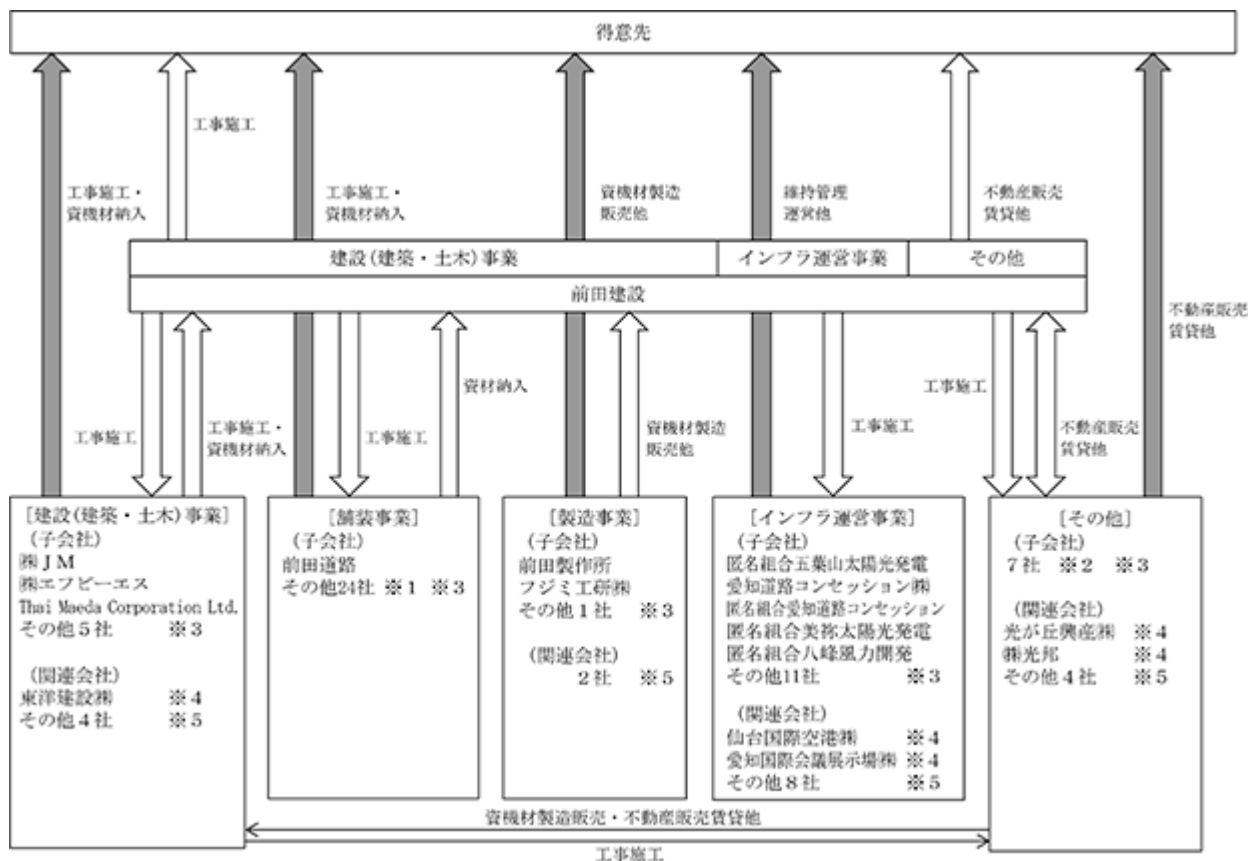 得意先
工事施工
工事施工・
資機材納入
工事施工・
資機材納入
資機材製造
販売他
維持管理
運営他
不動産販売
賃貸他
建設(建築・土木)事業
インフラ運営事業
その他
前田建設
不動産販売
賃貸他
工事施工
工事施工・
資機材納入
工事施工
資材納入
資機材製造
販売他
工事施工
工事施工
不動産販売
賃貸他
[建設(建築・土木)事業]
(子会社)
㈱ＪＭ
㈱エフビーエス
Thai Maeda Corporation Ltd.
その他５社 ※３
(関連会社)
東洋建設㈱ ※４
その他４社 ※５
[舗装事業]
(子会社)
前田道路
その他24社 ※１ ※３
[製造事業]
(子会社)
前田製作所
フジミ工研㈱
その他１社 ※３
(関連会社)
２社 ※５
[インフラ運営事業]
(子会社)
匿名組合五葉山太陽光発電
愛知道路コンセッション㈱
匿名組合愛知道路コンセッション
匿名組合美祢太陽光発電
匿名組合八峰風力開発
その他11社 ※３
(関連会社)
仙台国際空港㈱ ※４
愛知国際会議展示場㈱ ※４
その他８社 ※５
[その他]
(子会社)
７社 ※２ ※３
(関連会社)
光が丘興産㈱ ※４
㈱光邦 ※４
その他４社 ※５
資機材製造販売・不動産販売賃貸他
工事施工